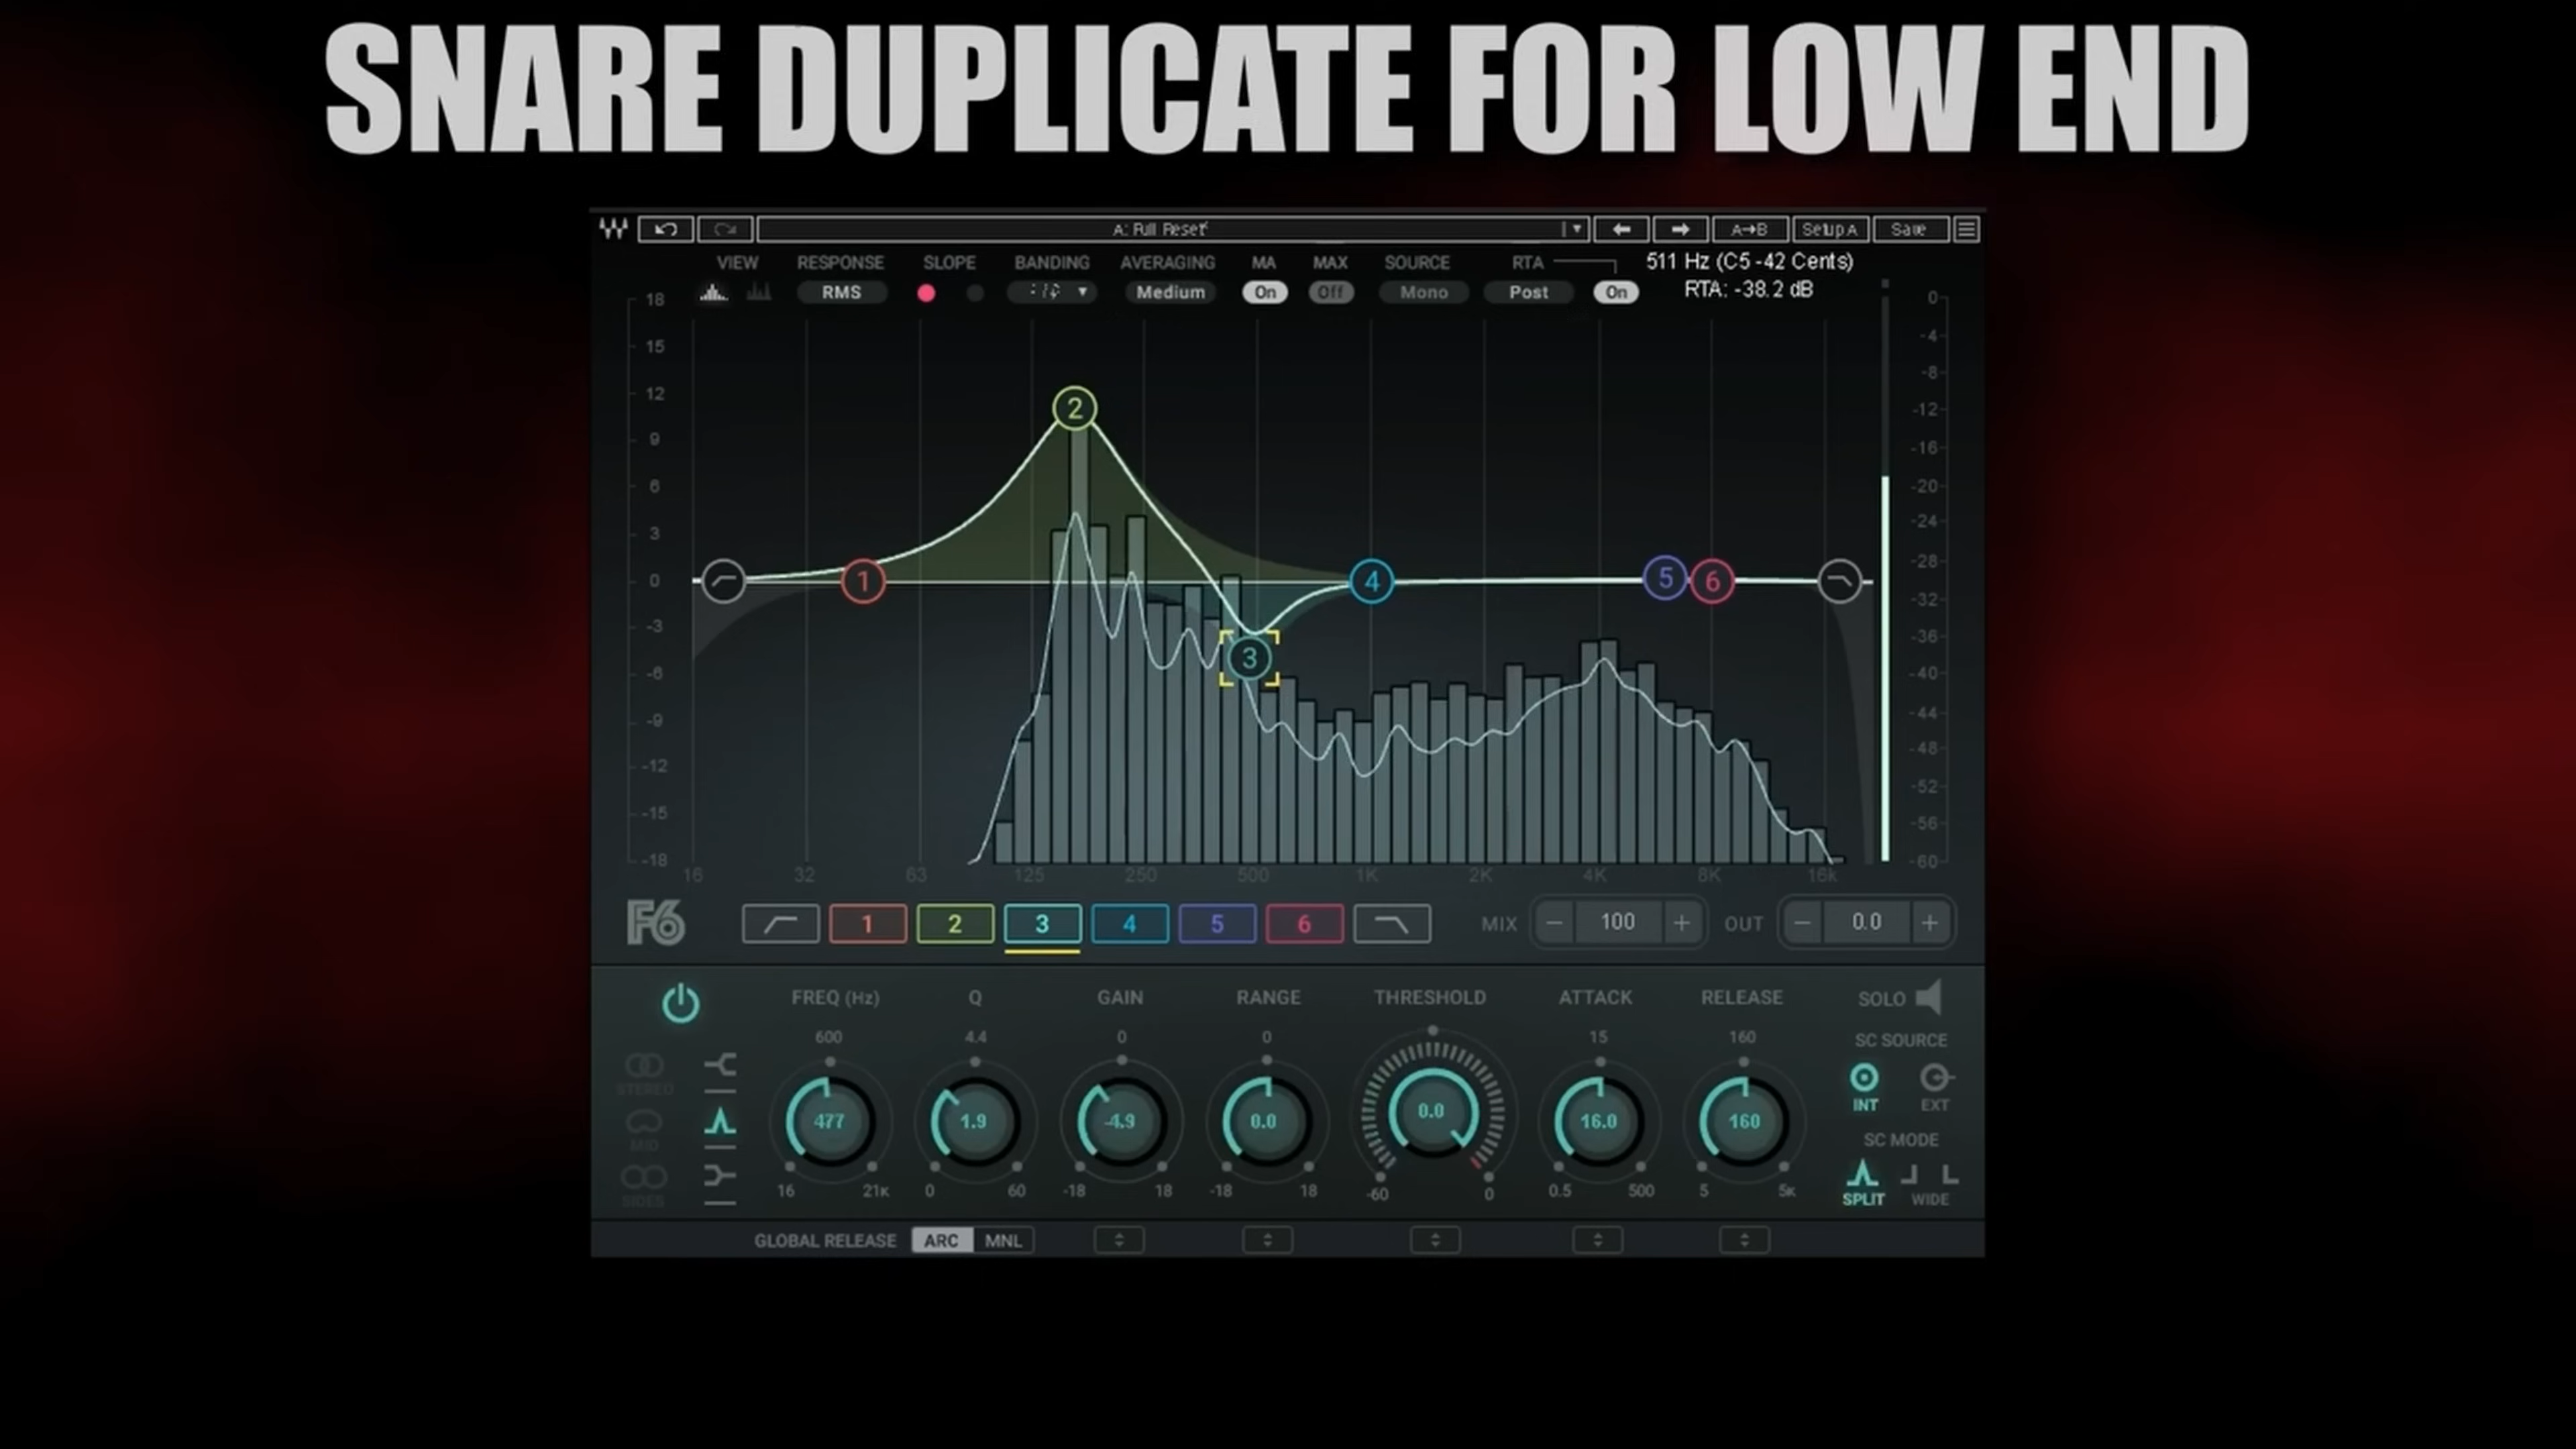 SNARE DUPLICATE FOR LOW END
A: Full Reset*
A→B
Setup A
Save
VIEW RESPONSE SLOPE BANDING AVERAGING MA MAX SOURCE RTA
511 Hz (C5 -42 Cents)
RMS Medium On Off Mono Post On
RTA: -38.2 dB
18 0
15 -4
12 -8
9 -12
6 -16
3 -20
0 -24
-3 -28
-6 -32
-9 -36
-12 -40
-15 -44
-18 -48
-52
-56
-60
2
1 4 5 6
3
16 32 63 125 250 500 1K 2K 4K 8K 16k
F6 1 2 3 4 5 6 MIX − 100 + OUT − 0.0 +
FREQ (Hz) Q GAIN RANGE THRESHOLD ATTACK RELEASE SOLO
600 4.4 0 0 15 160 SC SOURCE
STEREO
477 1.9 -4.9 0.0 0.0 16.0 160
INT EXT
MID
SC MODE
16 21K 0 60 -18 18 -18 18 -60 0 0.5 500 5 5K
SIDES
SPLIT WIDE
GLOBAL RELEASE ARC MNL